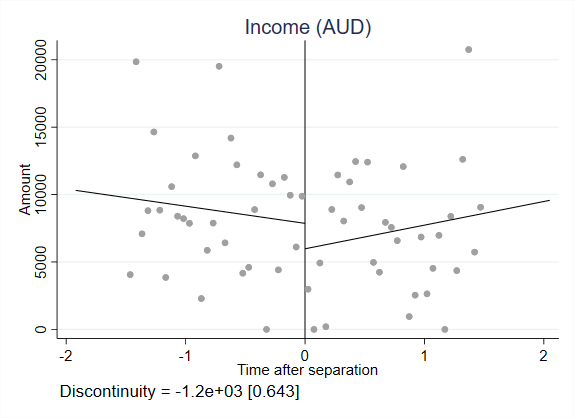 Income (AUD)
20000
15000
10000
5000
0
Amount
-2 -1 0 1 2
Time after separation
Discontinuity = -1.2e+03 [0.643]